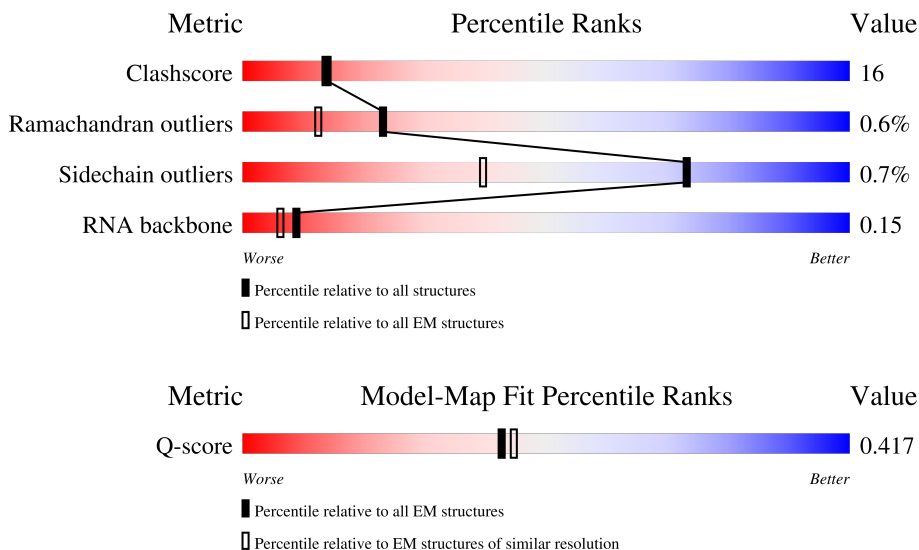 Metric Percentile Ranks Value
Clashscore 16
Ramachandran outliers 0.6%
Sidechain outliers 0.7%
RNA backbone 0.15
Worse Better
Percentile relative to all structures
Percentile relative to all EM structures
Metric Model-Map Fit Percentile Ranks Value
Q-score 0.417
Worse Better
Percentile relative to all EM structures
Percentile relative to EM structures of similar resolution